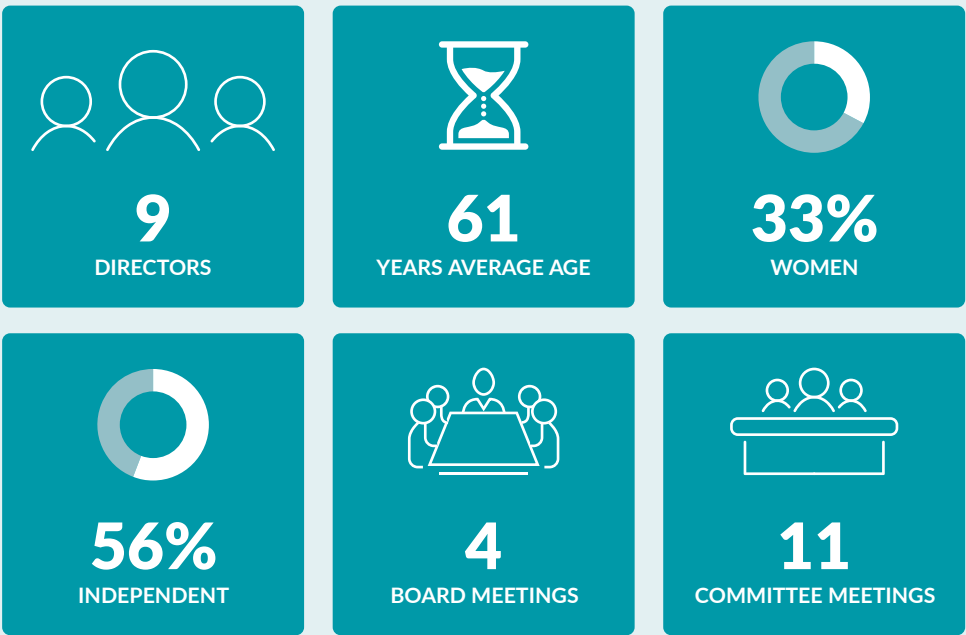 9
DIRECTORS
61
YEARS AVERAGE AGE
33%
WOMEN
56%
INDEPENDENT
4
BOARD MEETINGS
11
COMMITTEE MEETINGS